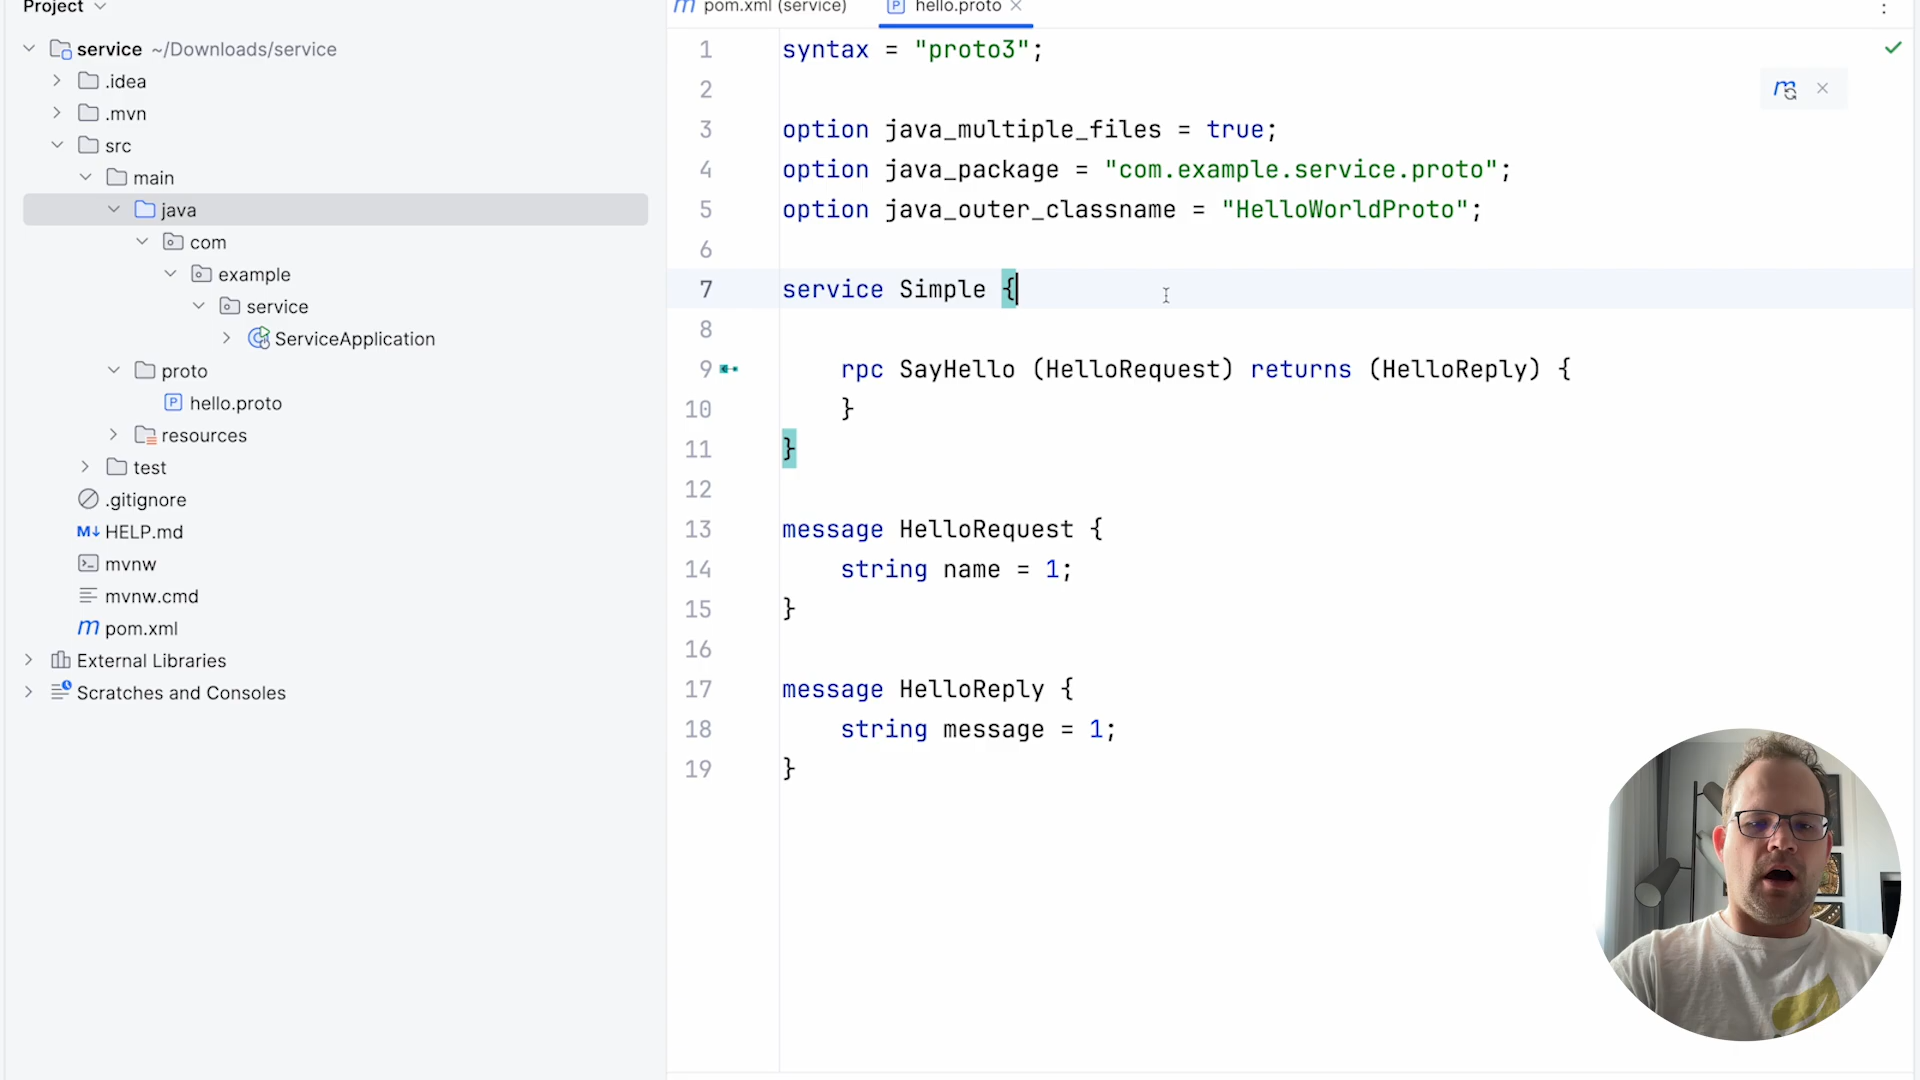 Project
service ~/Downloads/service
.idea
.mvn
src
main
java
com
example
service
ServiceApplication
proto
hello.proto
resources
test
.gitignore
M↓ HELP.md
mvnw
mvnw.cmd
m pom.xml
External Libraries
Scratches and Consoles
m pom.xml (service)
P hello.proto
1 syntax = "proto3";
2
3 option java_multiple_files = true;
4 option java_package = "com.example.service.proto";
5 option java_outer_classname = "HelloWorldProto";
6
7 service Simple {
8
9 rpc SayHello (HelloRequest) returns (HelloReply) {
10 }
11 }
12
13 message HelloRequest {
14 string name = 1;
15 }
16
17 message HelloReply {
18 string message = 1;
19 }